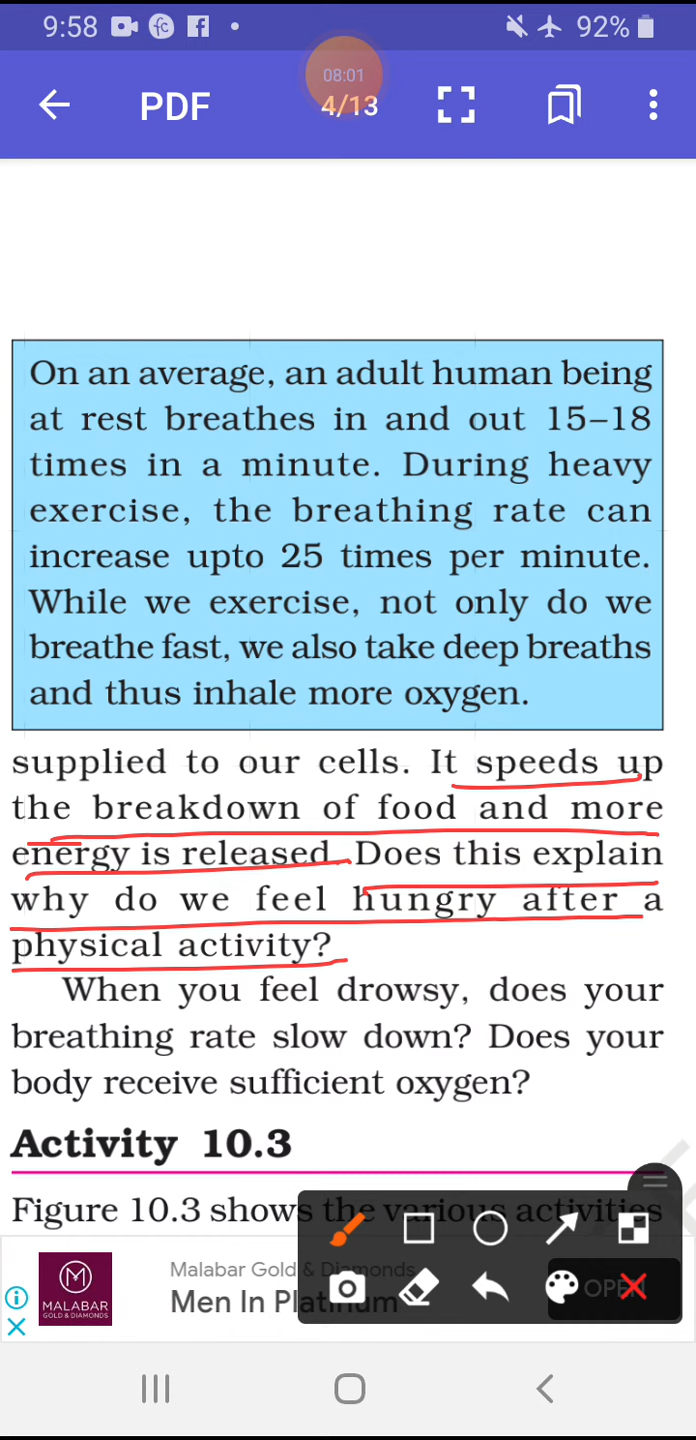 9:58 fc f • 92%
08:01
PDF 4/13
On an average, an adult human being
at rest breathes in and out 15–18
times in a minute. During heavy
exercise, the breathing rate can
increase upto 25 times per minute.
While we exercise, not only do we
breathe fast, we also take deep breaths
and thus inhale more oxygen.
supplied to our cells. It speeds up
the breakdown of food and more
energy is released. Does this explain
why do we feel hungry after a
physical activity?
When you feel drowsy, does your
breathing rate slow down? Does your
body receive sufficient oxygen?
Activity 10.3
Figure 10.3 shows the various activities
Malabar Gold & Diamonds
Men In Platinum
MALABAR
GOLD & DIAMONDS
OPEN